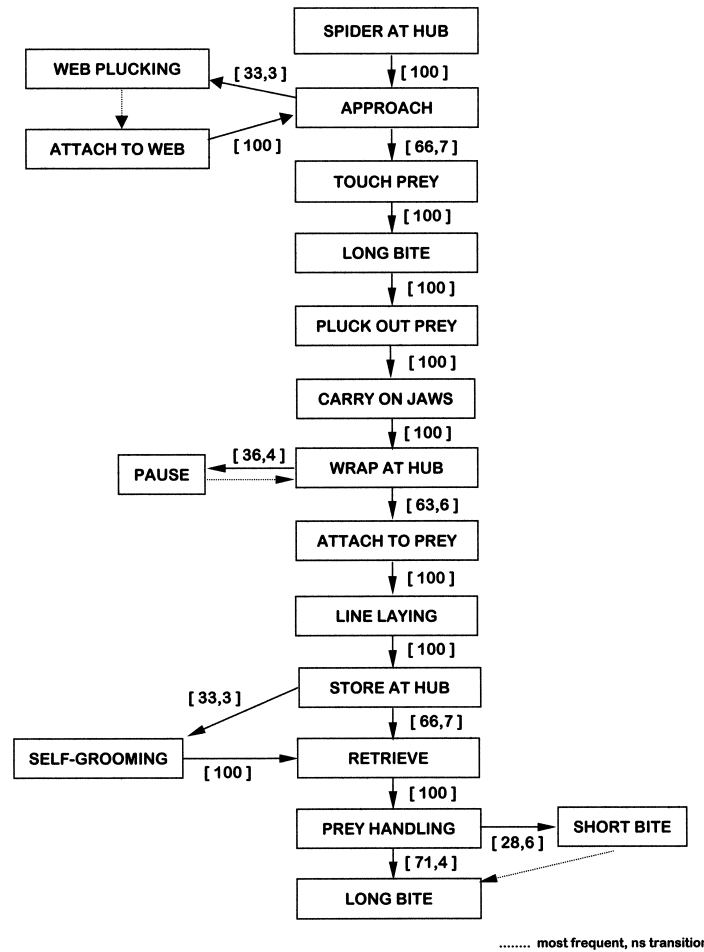 SPIDER AT HUB
[100]
WEB PLUCKING
[33,3]
APPROACH
ATTACH TO WEB
[100]
[66,7]
TOUCH PREY
[100]
LONG BITE
[100]
PLUCK OUT PREY
[100]
CARRY ON JAWS
[100]
PAUSE
[36,4]
WRAP AT HUB
[63,6]
ATTACH TO PREY
[100]
LINE LAYING
[100]
STORE AT HUB
[33,3]
[66,7]
SELF-GROOMING
[100]
RETRIEVE
[100]
PREY HANDLING
[28,6]
SHORT BITE
[71,4]
LONG BITE
........ most frequent, ns transition